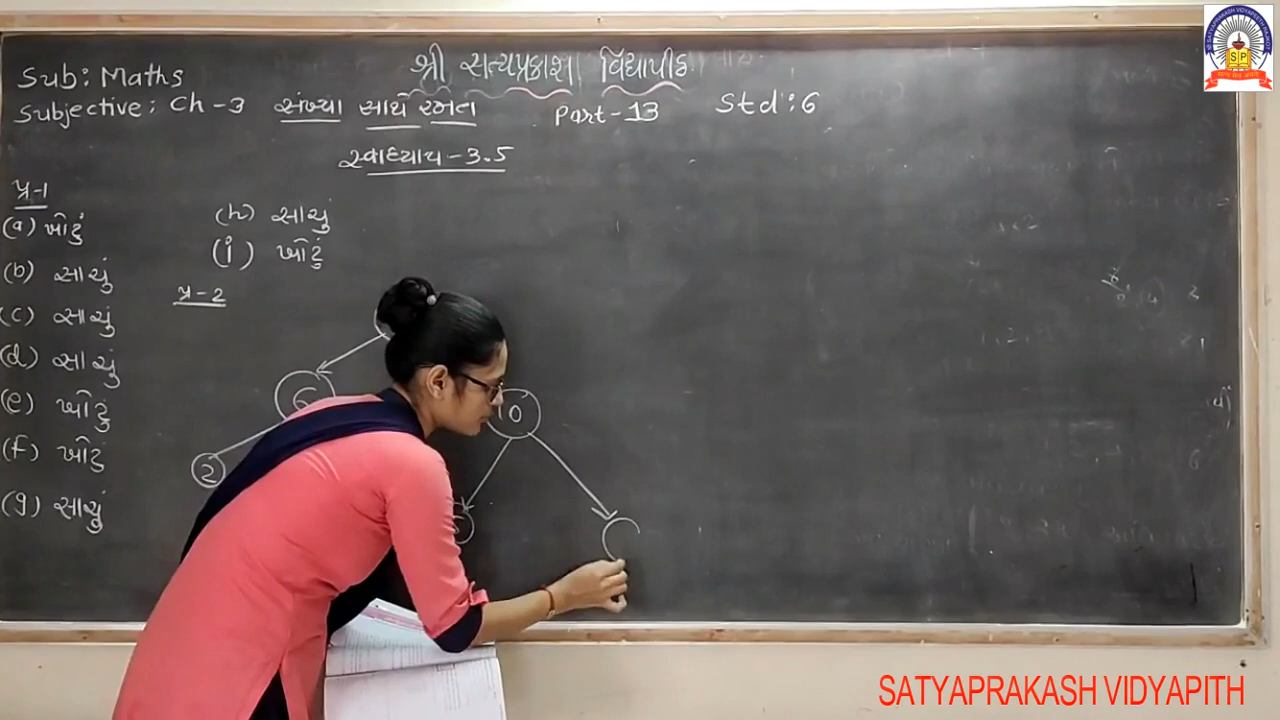 શ્રી સત્યપ્રકાશ વિદ્યાપીઠ
Sub: Maths
Subjective: Ch-3 સંખ્યા સાથે રમત Part-13 Std: 6
સ્વાધ્યાય-3.5
પ્ર-1
(a) ખોટું
(b) સાચું
(c) સાચું
(d) સાચું
(e) ખોટું
(f) ખોટું
(g) સાચું
(h) સાચું
(i) ખોટું
પ્ર-2
6
2
SP
SATYAPRAKASH VIDYAPITH